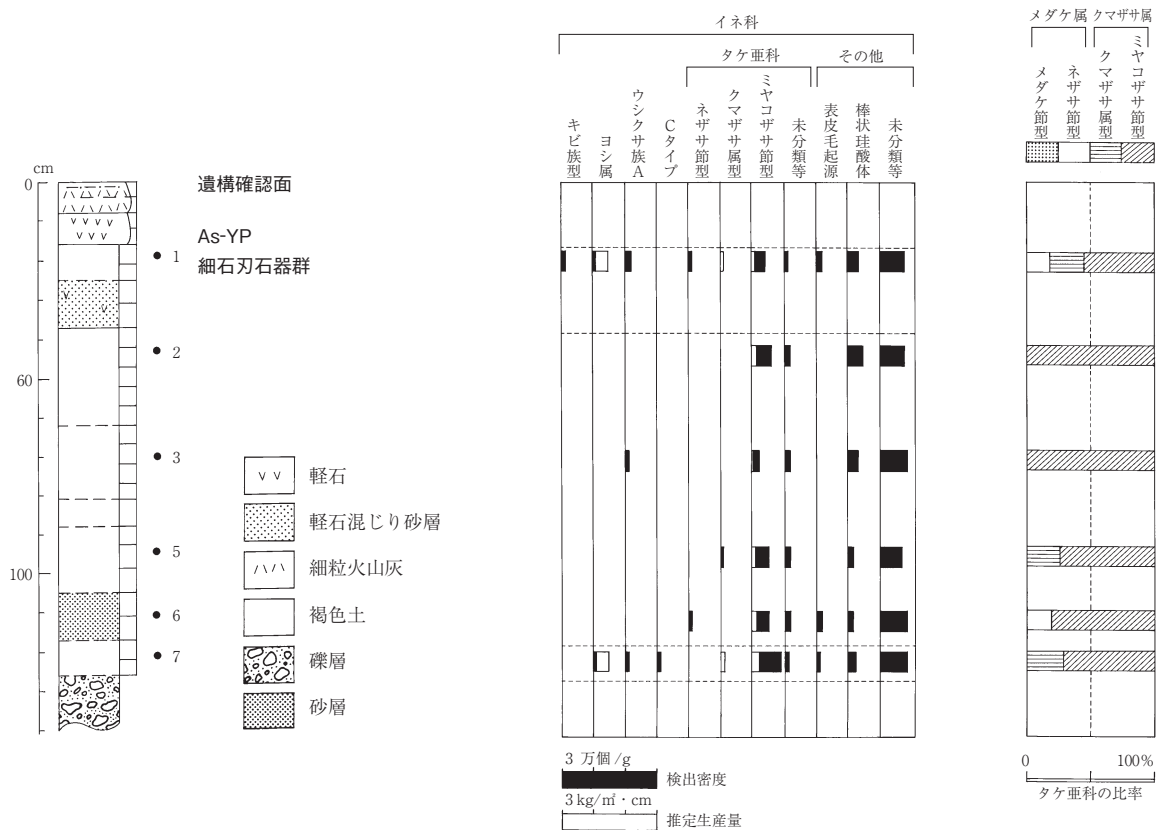 イネ科
メダケ属 クマザサ属
タケ亜科 その他
キビ族型
ヨシ属
ウシクサ族A
Cタイプ
ネザサ節型
クマザサ属型
ミヤコザサ節型
未分類等
表皮毛起源
棒状珪酸体
未分類等
メダケ節型
ネザサ節型
クマザサ属型
ミヤコザサ節型
cm
0
60
100
遺構確認面
As-YP
細石刃石器群
1
2
3
5
6
7
軽石
軽石混じり砂層
細粒火山灰
褐色土
礫層
砂層
3 万個/g
検出密度
3kg/㎡・cm
推定生産量
0 100%
タケ亜科の比率